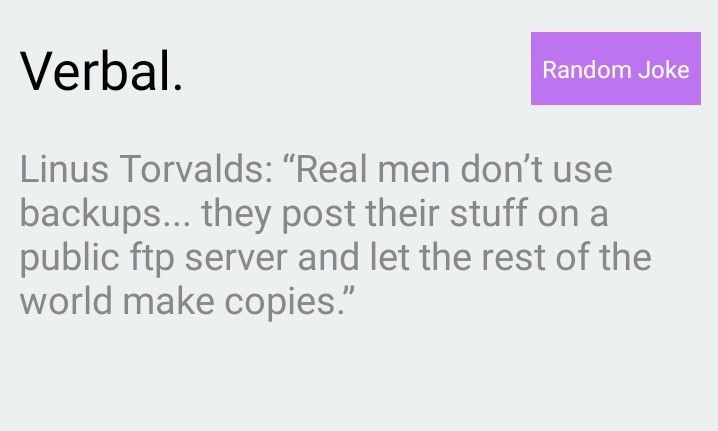 Verbal.
Random Joke
Linus Torvalds: “Real men don’t use
backups... they post their stuff on a
public ftp server and let the rest of the
world make copies.”